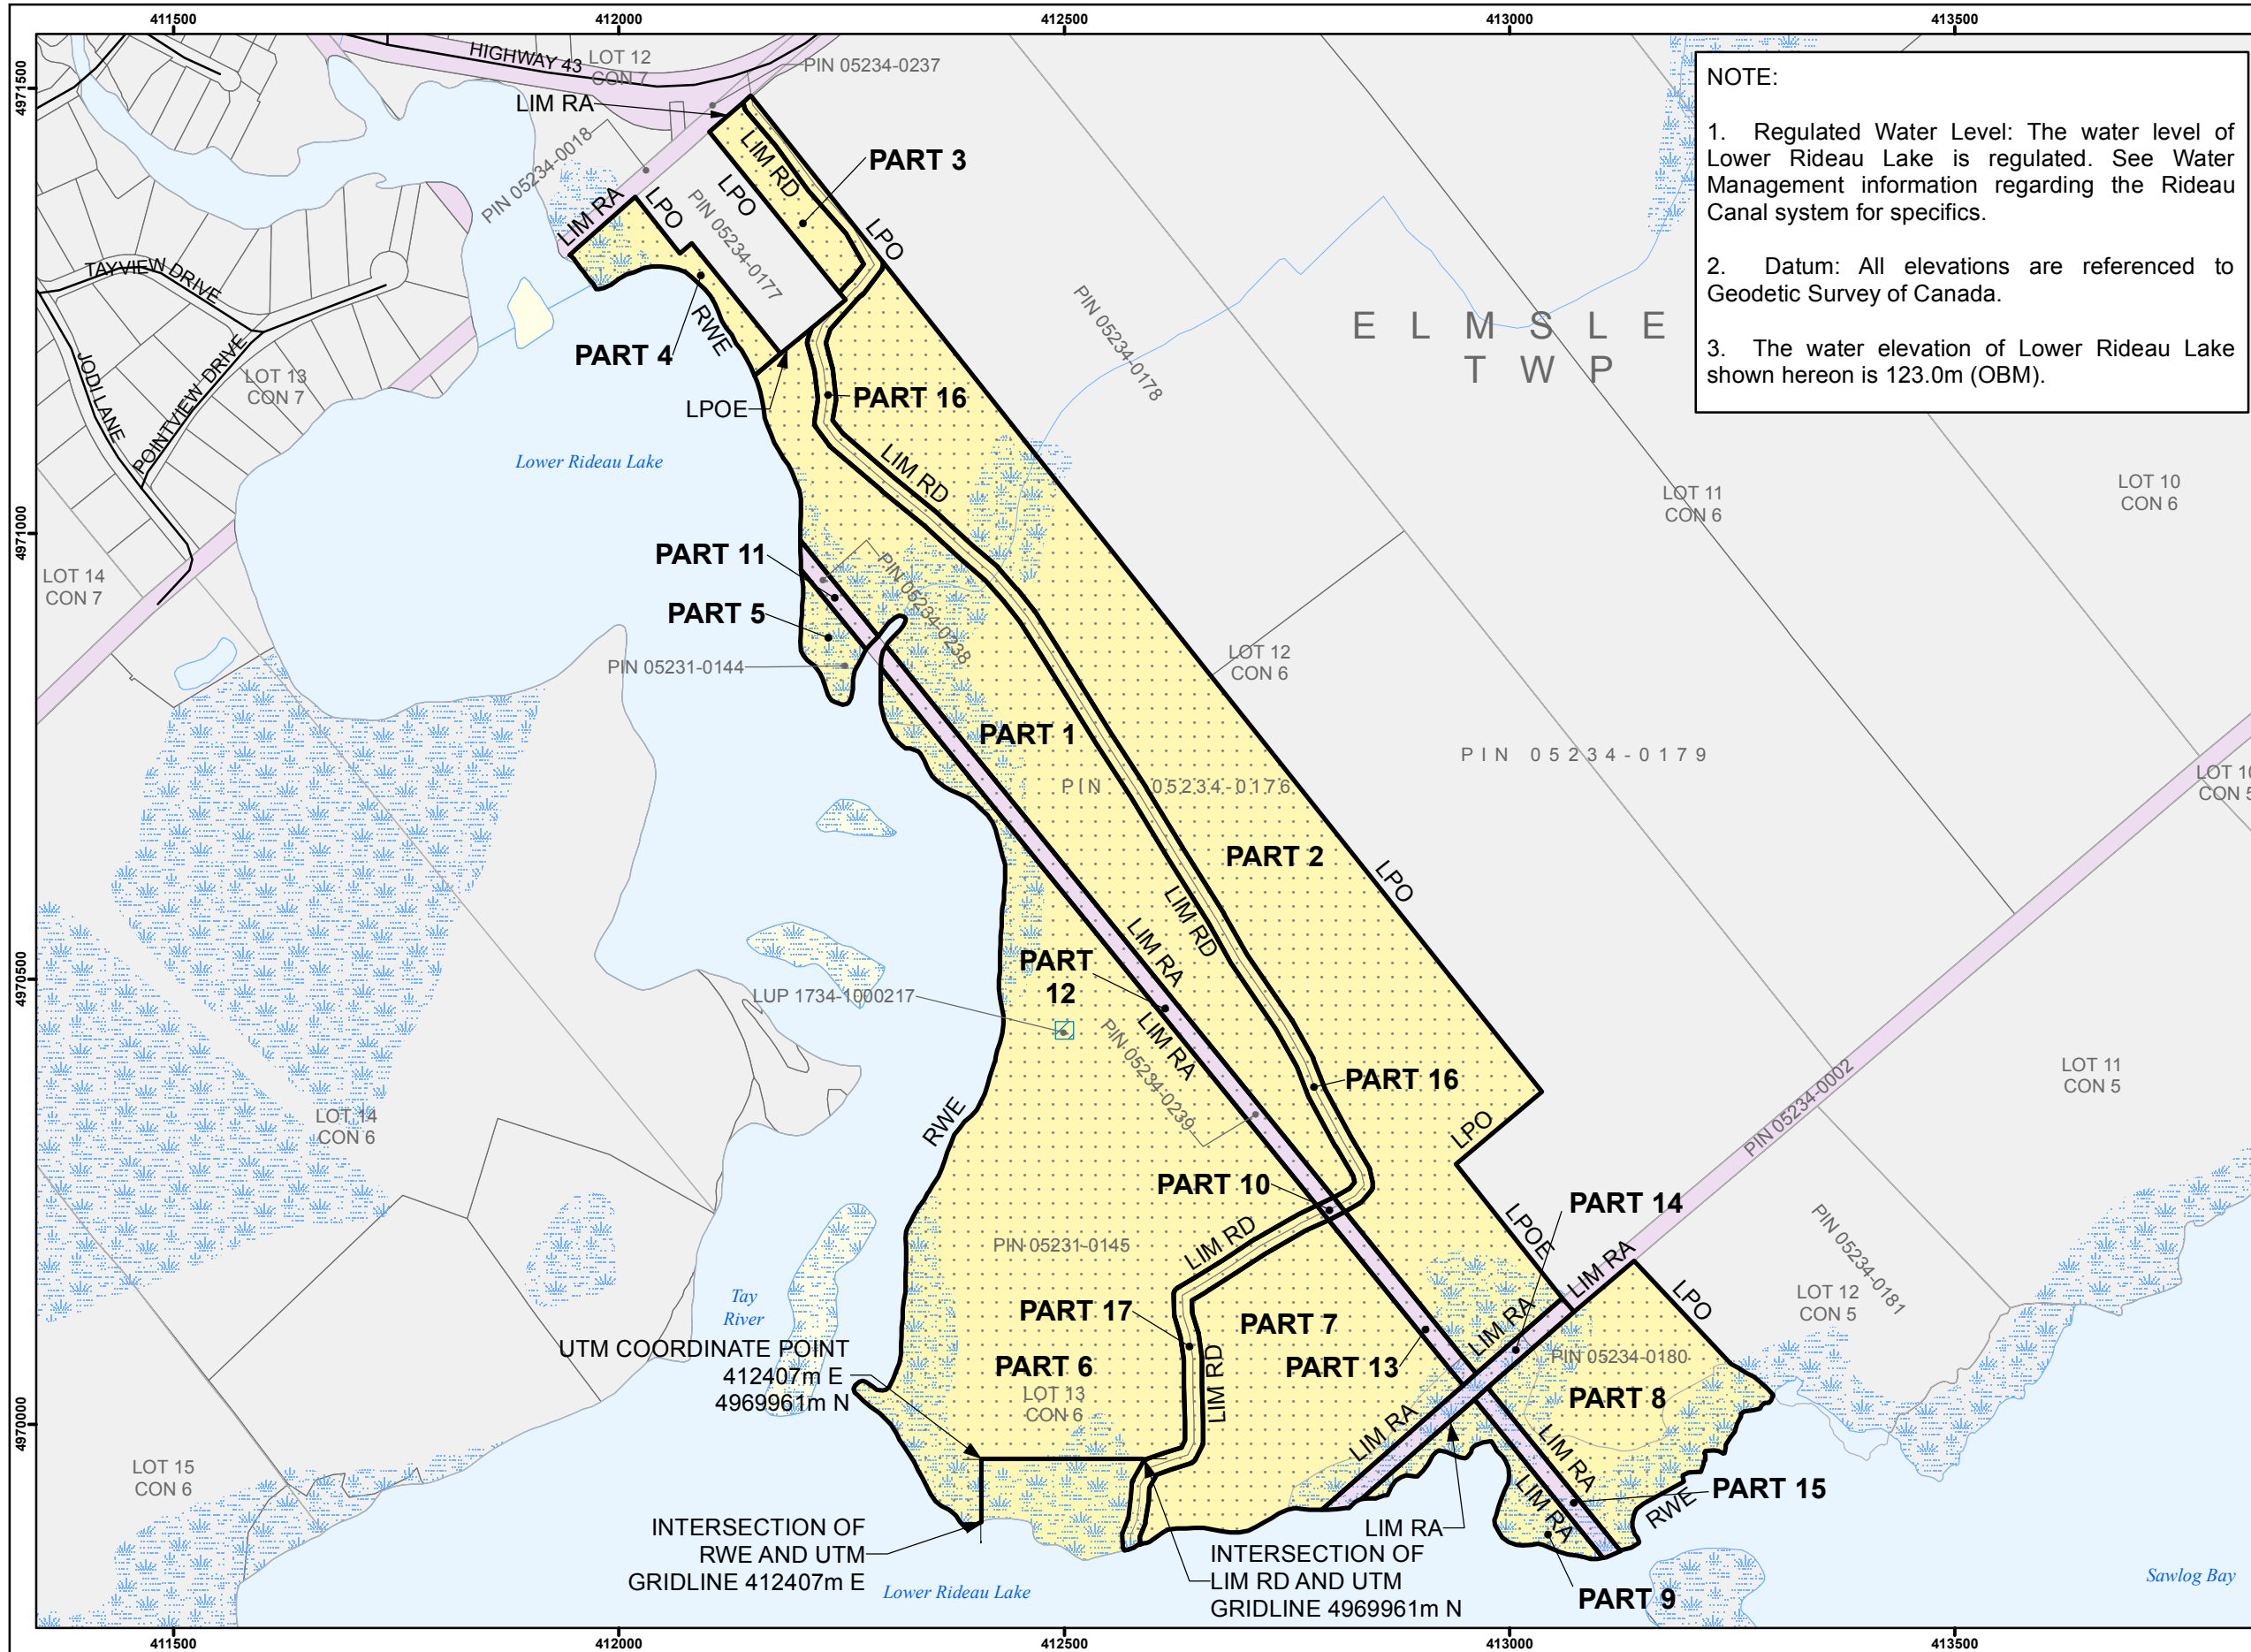 411500
412000
412500
413000
413500
4971500
4971000
4970500
4970000
HIGHWAY 43
LOT 12
CON 7
PIN 05234-0237
LIM RA
PIN 05234-0018
LIM RA
LPO
LPO
LIM RD
PIN 05234-0177
PART 3
LPO
PART 4
RWE
LPOE
PART 16
LIM RD
TAYVIEW DRIVE
JODI LANE
POINTVIEW DRIVE
LOT 13
CON 7
Lower Rideau Lake
LOT 14
CON 7
PIN 05234-0178
E L M S L E
T W P
NOTE:
1. Regulated Water Level: The water level of
Lower Rideau Lake is regulated. See Water
Management information regarding the Rideau
Canal system for specifics.
2. Datum: All elevations are referenced to
Geodetic Survey of Canada.
3. The water elevation of Lower Rideau Lake
shown hereon is 123.0m (OBM).
LOT 11
CON 6
LOT 10
CON 6
PART 11
PIN 05234-0238
PART 5
PIN 05231-0144
LOT 12
CON 6
PART 1
PIN 05234-0176
PIN 05234-0179
LOT 10
CON 5
PART 2
LPO
LIM RD
LIM RA
PART
12
LUP 1734-1000217
LIM RA
PIN 05234-0239
PART 16
LOT 11
CON 5
PIN 05234-0002
LOT 14
CON 6
RWE
LPO
PART 10
LIM RD
PIN 05231-0145
LPOE
PART 14
LIM RA
LPO
PIN 05234-0181
LOT 12
CON 5
Tay
River
UTM COORDINATE POINT
412407m E
4969961m N
PART 17
PART 6
LOT 13
CON 6
PART 7
PART 13
LIM RD
LIM RA
PIN 05234-0180
PART 8
LIM RA
LIM RA
LIM RA
RWE
PART 15
LOT 15
CON 6
INTERSECTION OF
RWE AND UTM
GRIDLINE 412407m E
Lower Rideau Lake
LIM RA
INTERSECTION OF
LIM RD AND UTM
GRIDLINE 4969961m N
PART 9
Sawlog Bay
411500
412000
412500
413000
413500